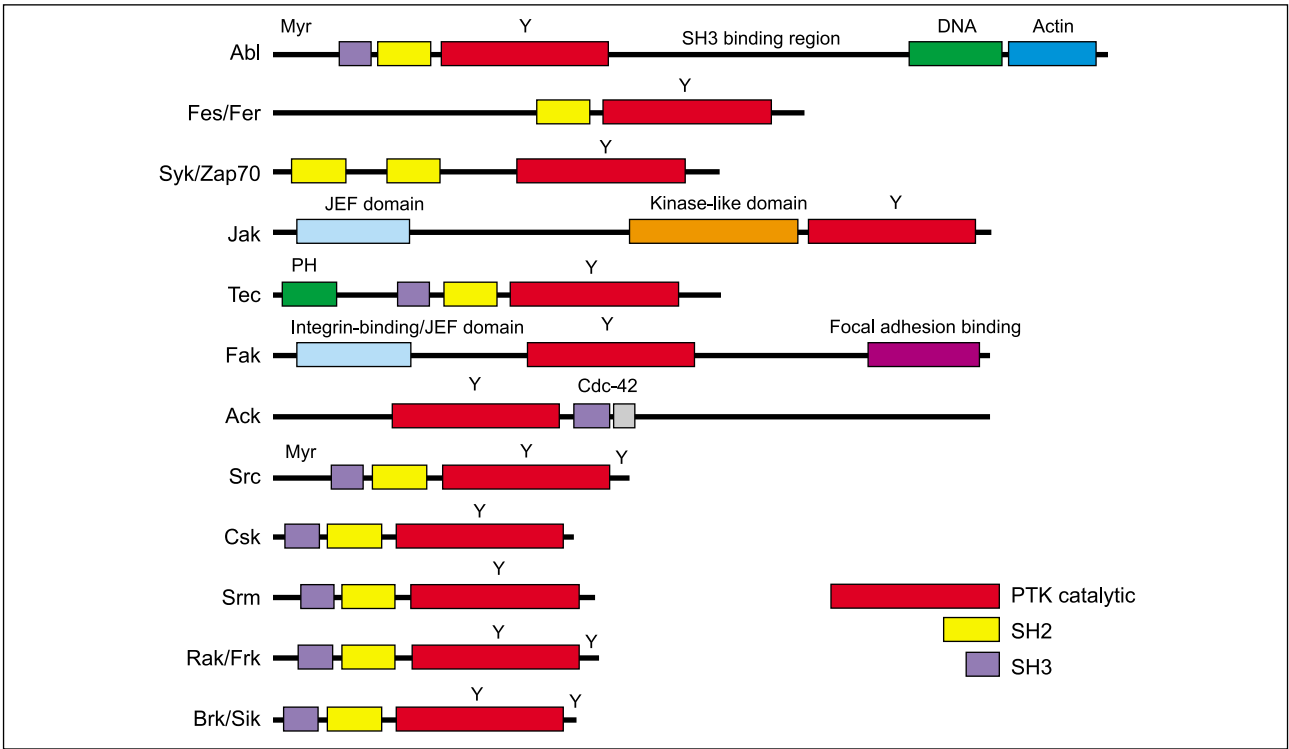 Myr Y SH3 binding region DNA Actin
Abl
Y
Fes/Fer
Y
Syk/Zap70
JEF domain Kinase-like domain Y
Jak
PH Y
Tec
Integrin-binding/JEF domain Y Focal adhesion binding
Fak
Y Cdc-42
Ack
Myr Y Y
Src
Y
Csk
Y
Srm
Y Y
Rak/Frk
Y Y
Brk/Sik
PTK catalytic
SH2
SH3